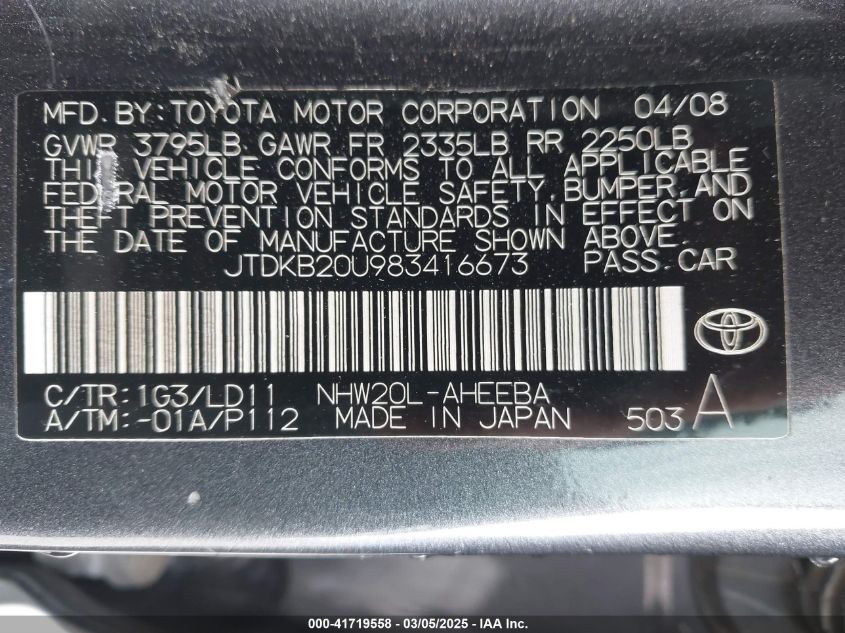 MFD. BY: TOYOTA MOTOR CORPORATION 04/08
GVWR 3795LB GAWR FR 2335LB RR 2250LB
THIS VEHICLE CONFORMS TO ALL APPLICABLE
FEDERAL MOTOR VEHICLE SAFETY, BUMPER, AND
THEFT PREVENTION STANDARDS IN EFFECT ON
THE DATE OF MANUFACTURE SHOWN ABOVE.
JTDKB20U983416673 PASS. CAR
C/TR: 1G3/LD11 NHW20L-AHEEBA
A/TM: -01A/P112 MADE IN JAPAN 503 A
000-41719558 — 03/05/2025 — IAA Inc.